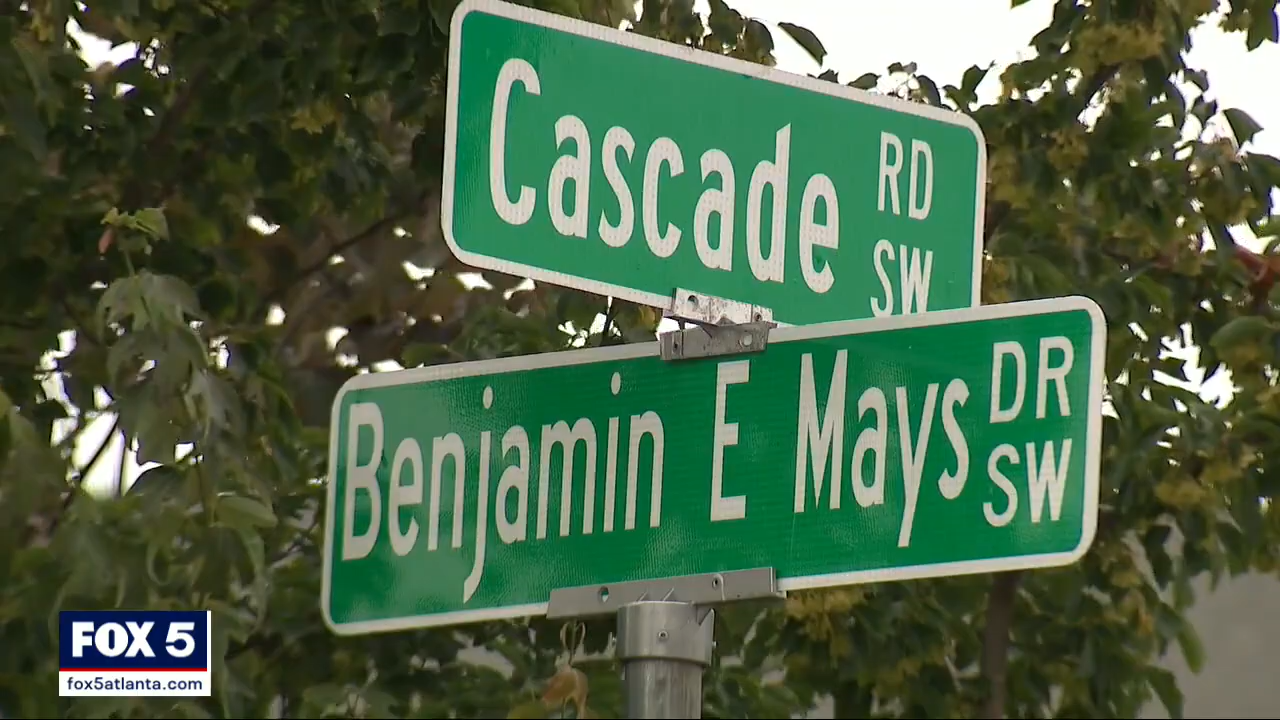 Cascade RD
SW
Benjamin E Mays DR
SW
FOX 5
fox5atlanta.com